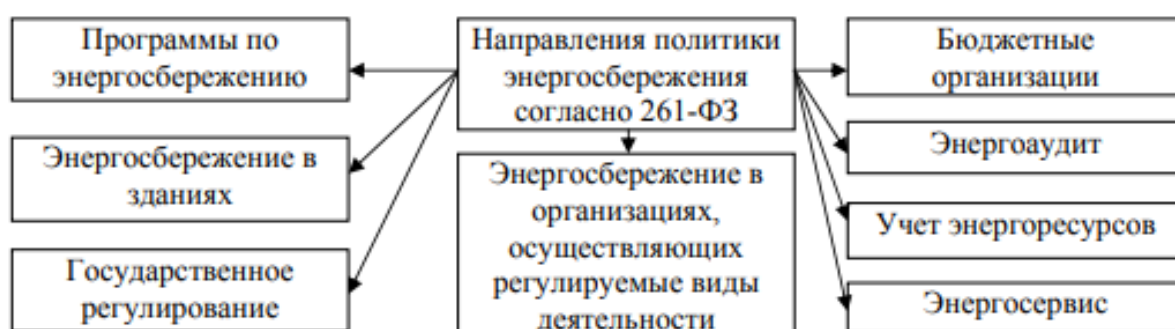 Программы по
энергосбережению
Энергосбережение в
зданиях
Государственное
регулирование
Направления политики
энергосбережения
согласно 261-ФЗ
Энергосбережение в
организациях,
осуществляющих
регулируемые виды
деятельности
Бюджетные
организации
Энергоаудит
Учет энергоресурсов
Энергосервис